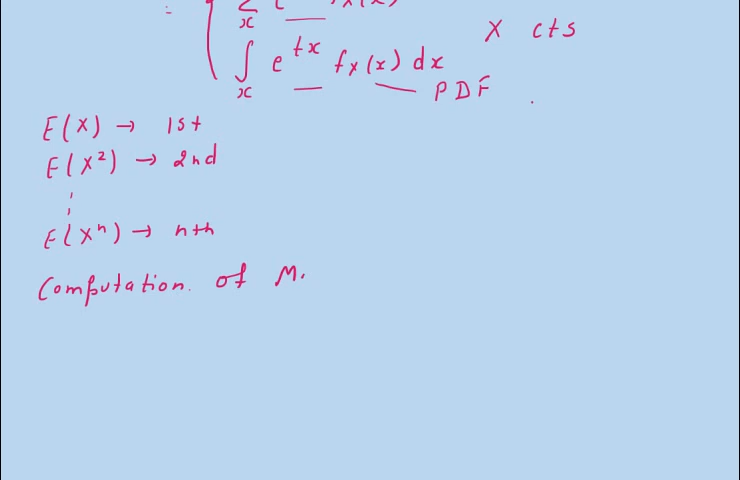 X cts
∫ₓ e^{tx} f_X(x) dx
PDF
E(X) → 1st
E(X²) → 2nd
⋮
E(Xⁿ) → nth
Computation. of M.